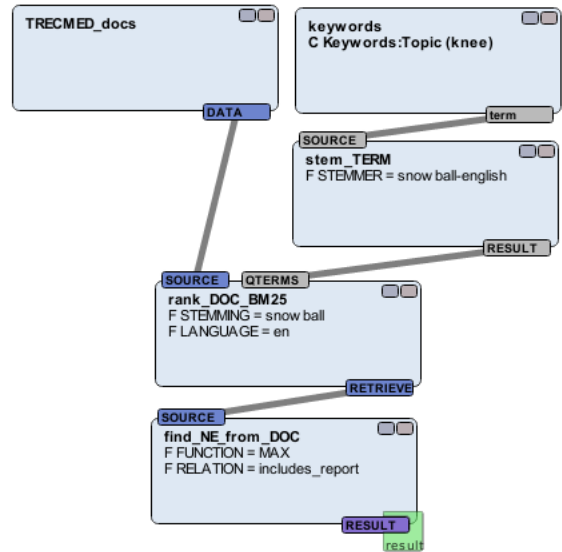 TRECMED_docs
DATA
keywords
C Keywords:Topic (knee)
term
SOURCE
stem_TERM
F STEMMER = snow ball-english
RESULT
SOURCE
QTERMS
rank_DOC_BM25
F STEMMING = snow ball
F LANGUAGE = en
RETRIEVE
SOURCE
find_NE_from_DOC
F FUNCTION = MAX
F RELATION = includes_report
RESULT
result